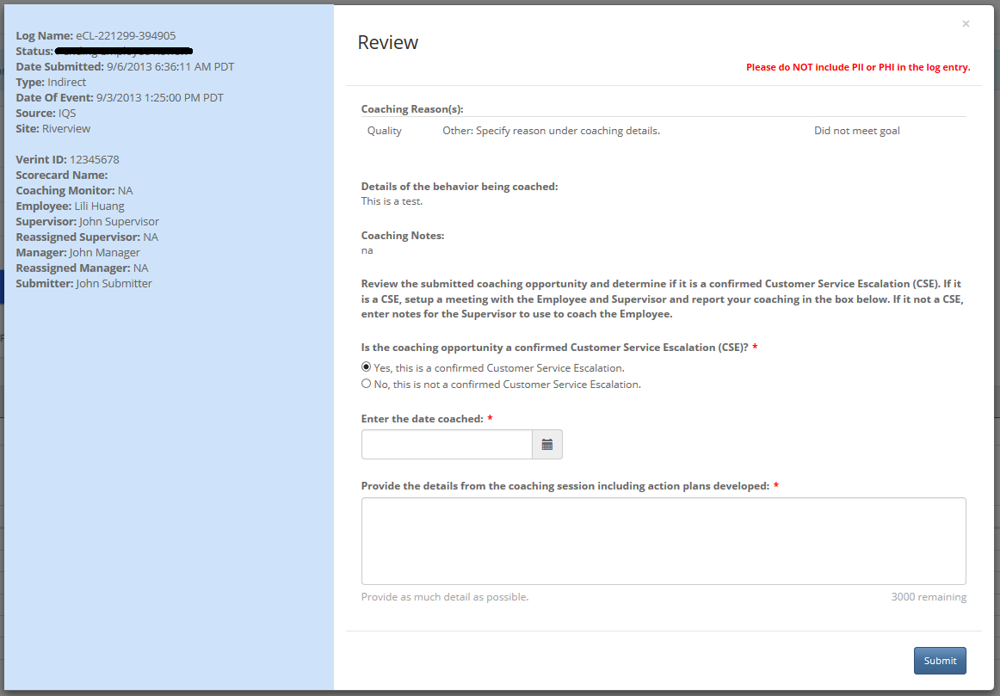 Log Name: eCL-221299-394905
Status:
Date Submitted: 9/6/2013 6:36:11 AM PDT
Type: Indirect
Date Of Event: 9/3/2013 1:25:00 PM PDT
Source: IQS
Site: Riverview
Verint ID: 12345678
Scorecard Name:
Coaching Monitor: NA
Employee: Lili Huang
Supervisor: John Supervisor
Reassigned Supervisor: NA
Manager: John Manager
Reassigned Manager: NA
Submitter: John Submitter
×
Review
Please do NOT include PII or PHI in the log entry.
Coaching Reason(s):
Quality Other: Specify reason under coaching details. Did not meet goal
Details of the behavior being coached:
This is a test.
Coaching Notes:
na
Review the submitted coaching opportunity and determine if it is a confirmed Customer Service Escalation (CSE). If it
is a CSE, setup a meeting with the Employee and Supervisor and report your coaching in the box below. If it not a CSE,
enter notes for the Supervisor to use to coach the Employee.
Is the coaching opportunity a confirmed Customer Service Escalation (CSE)? *
Yes, this is a confirmed Customer Service Escalation.
No, this is not a confirmed Customer Service Escalation.
Enter the date coached: *
Provide the details from the coaching session including action plans developed: *
Provide as much detail as possible. 3000 remaining
Submit